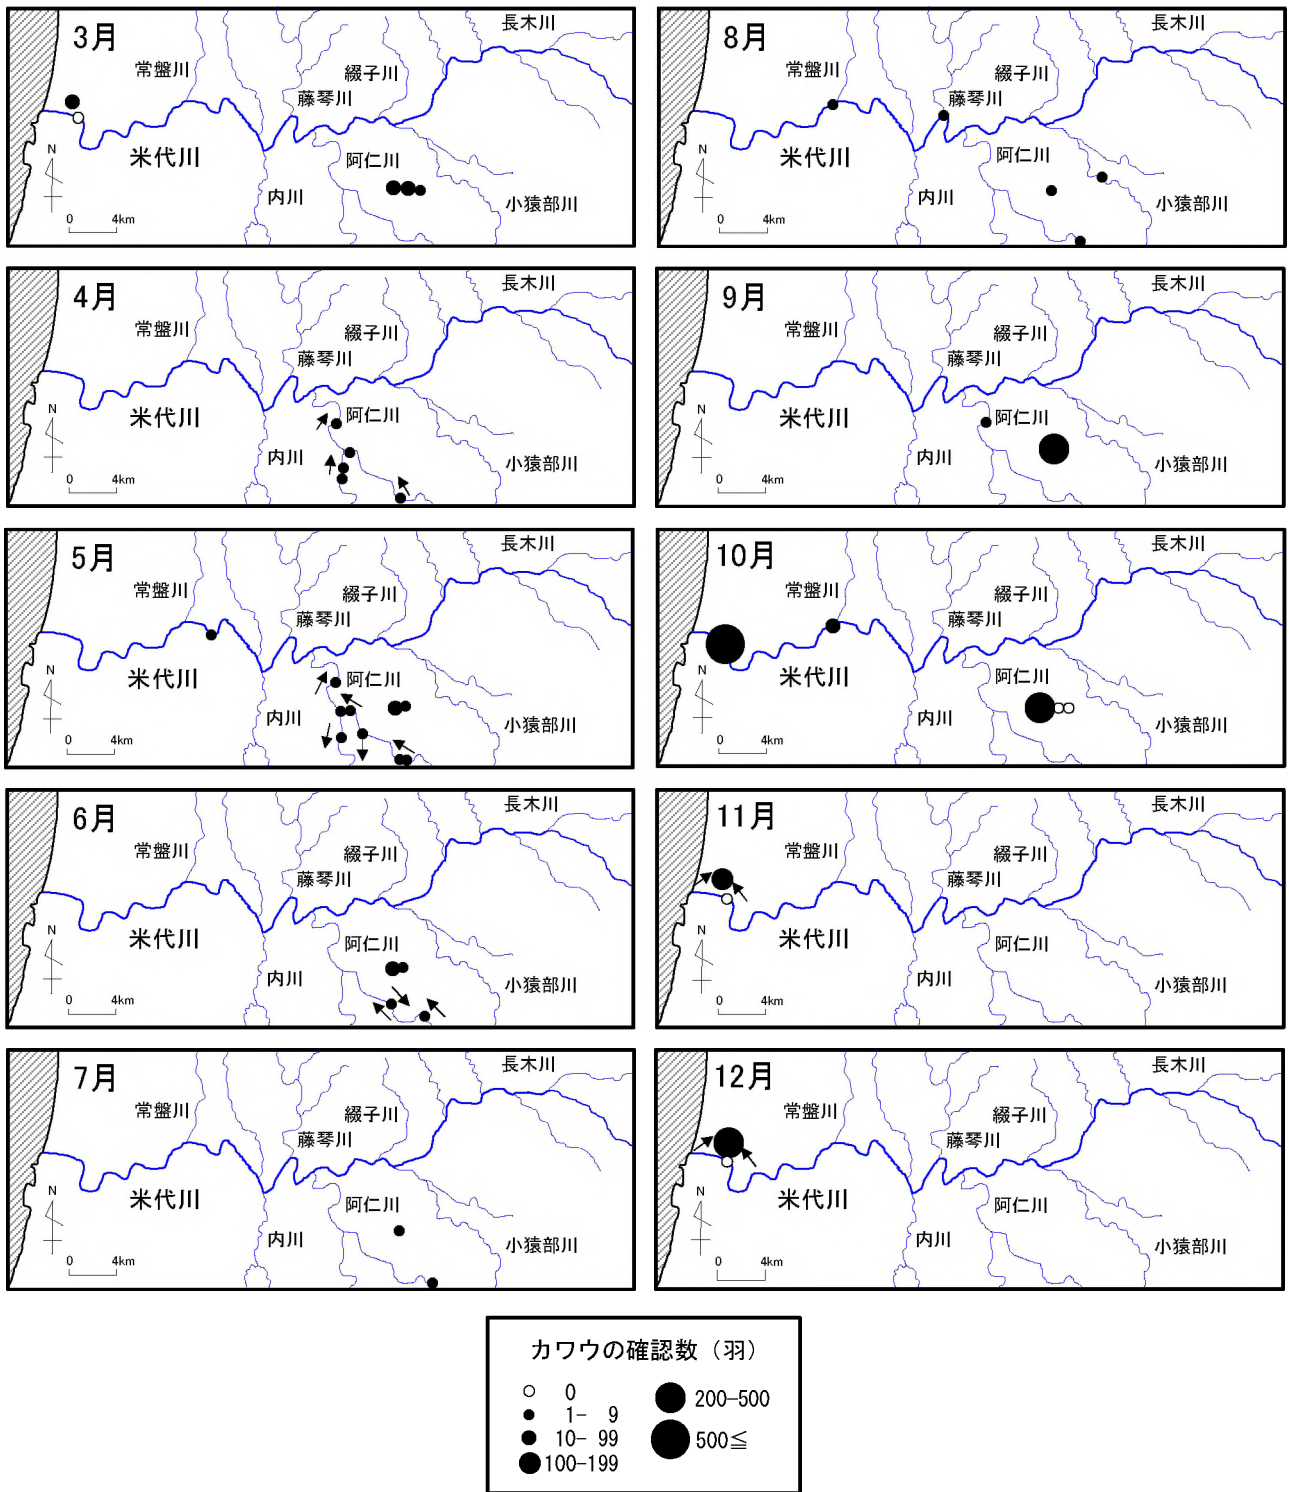 3月
長木川
常盤川
綴子川
藤琴川
米代川
阿仁川
内川
小猿部川
N
0 4km
8月
長木川
常盤川
綴子川
藤琴川
米代川
阿仁川
内川
小猿部川
N
0 4km
4月
長木川
常盤川
綴子川
藤琴川
米代川
阿仁川
内川
小猿部川
N
0 4km
9月
長木川
常盤川
綴子川
藤琴川
米代川
阿仁川
内川
小猿部川
N
0 4km
5月
長木川
常盤川
綴子川
藤琴川
米代川
阿仁川
内川
小猿部川
N
0 4km
10月
長木川
常盤川
綴子川
藤琴川
米代川
阿仁川
内川
小猿部川
N
0 4km
6月
長木川
常盤川
綴子川
藤琴川
米代川
阿仁川
内川
小猿部川
N
0 4km
11月
長木川
常盤川
綴子川
藤琴川
米代川
阿仁川
内川
小猿部川
N
0 4km
7月
長木川
常盤川
綴子川
藤琴川
米代川
阿仁川
内川
小猿部川
N
0 4km
12月
長木川
常盤川
綴子川
藤琴川
米代川
阿仁川
内川
小猿部川
N
0 4km
カワウの確認数（羽）
0
1- 9
10- 99
100-199
200-500
500≦